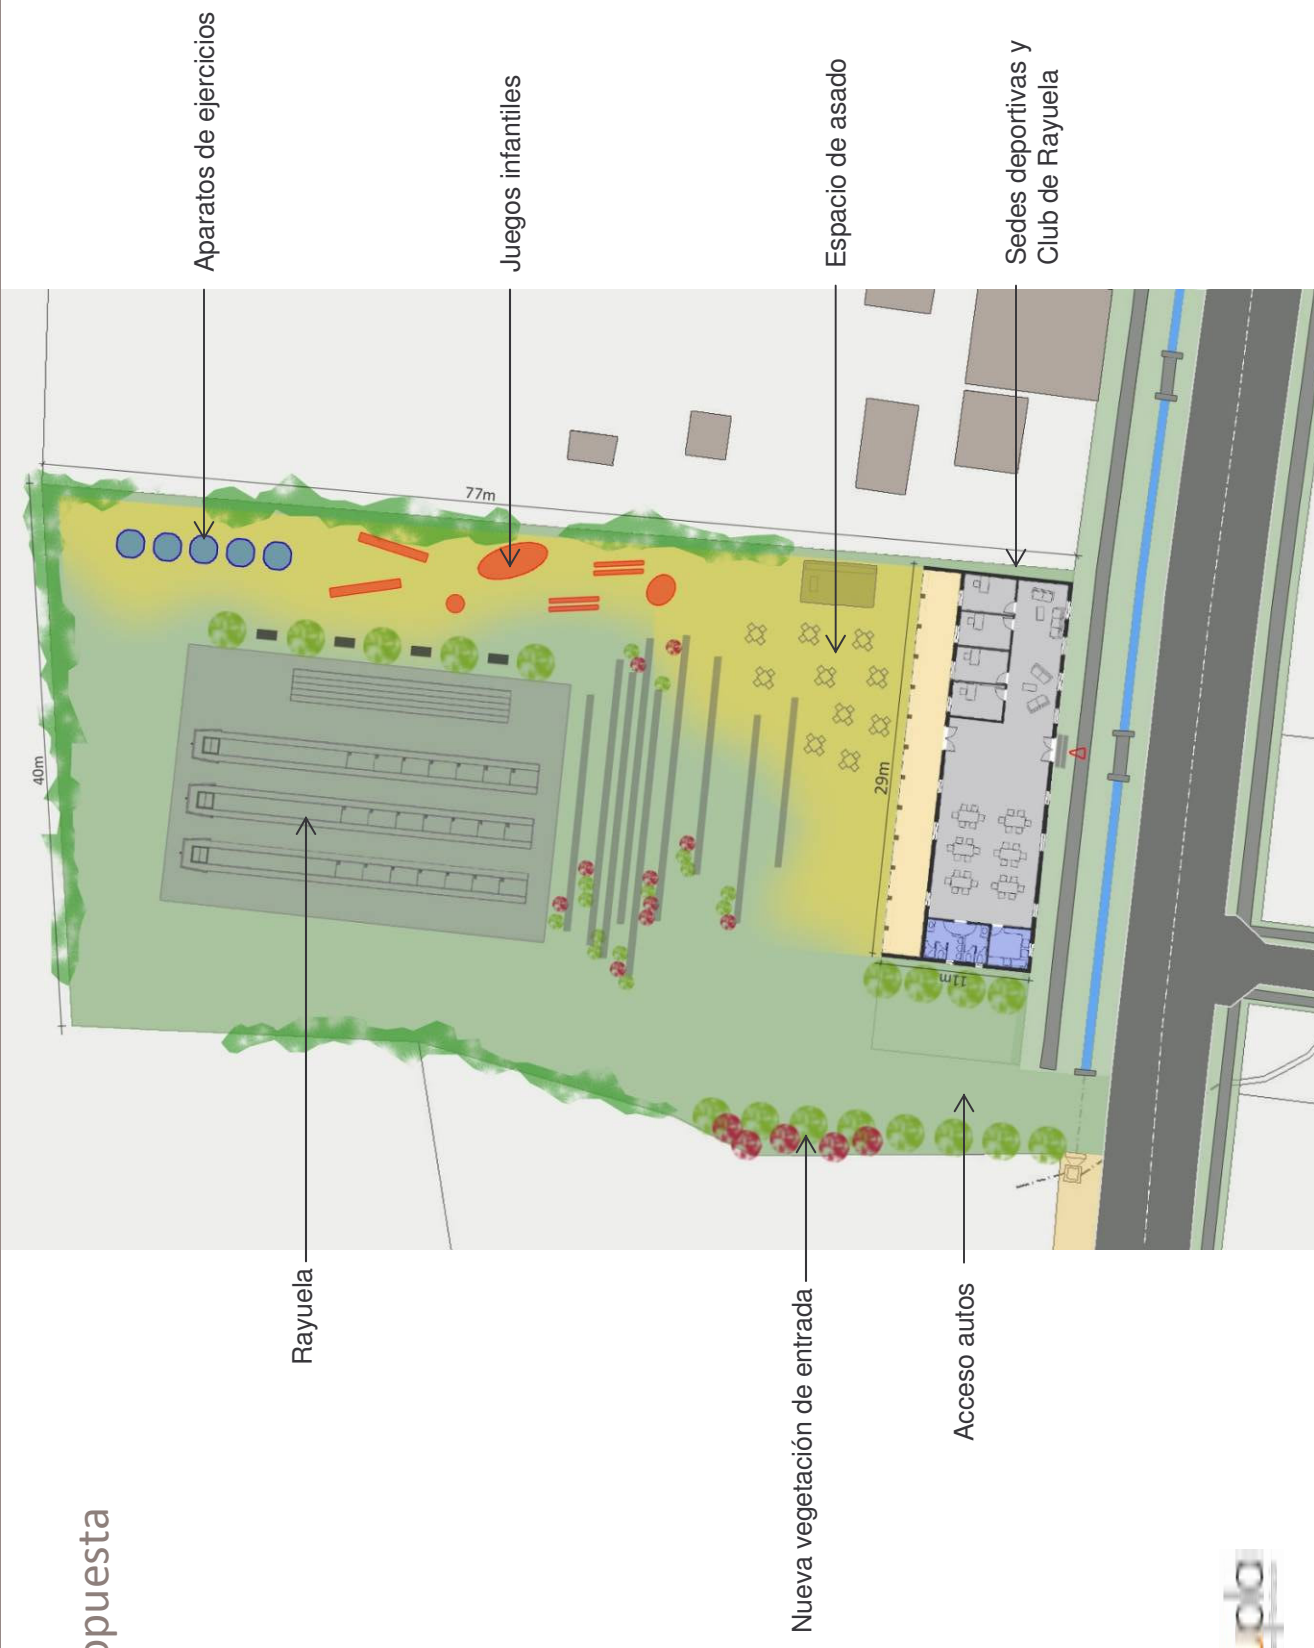 opuesta
Rayuela
Nueva vegetación de entrada
Acceso autos
Aparatos de ejercicios
Juegos infantiles
Espacio de asado
Sedes deportivas y
Club de Rayuela
40m
77m
29m
11m